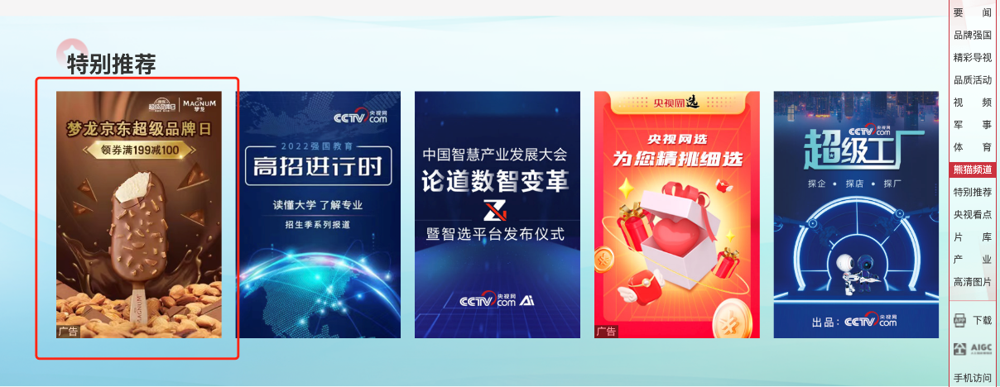 特别推荐
京东
超级品牌日
MAGNUM
梦龙
梦龙京东超级品牌日
领券满199减100
MAGNUM
广告
CCTV 央视网
com
2022强国教育
高招进行时
读懂大学 了解专业
招生季系列报道
中国智慧产业发展大会
论道数智变革
暨智选平台发布仪式
CCTV 央视网
com Ai
央视网选
央视网选
为您精挑细选
广告
CCTV 央视网
com
超级工厂
探企 • 探店 • 探厂
出品：CCTV 央视网
com
要 闻
品牌强国
精彩导视
品质活动
视 频
军 事
体 育
熊猫频道
特别推荐
央视看点
片 库
产 业
高清图片
下载
AIGC
手机访问